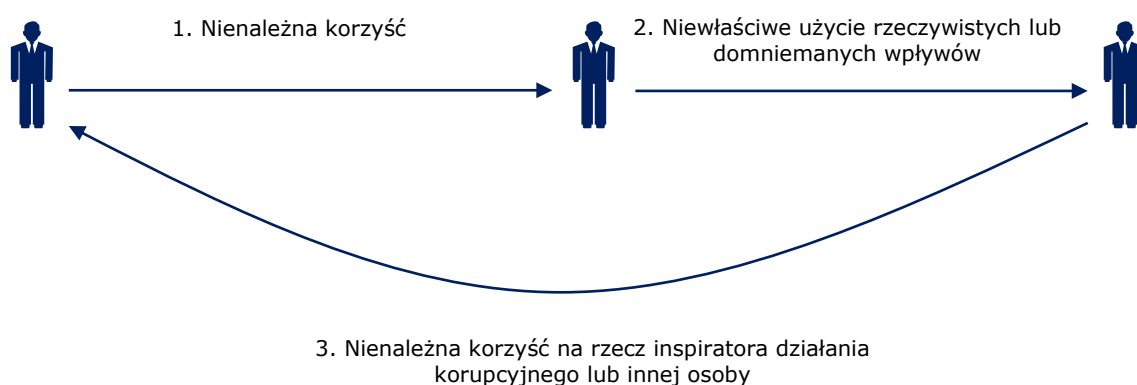 1. Nienależna korzyść
2. Niewłaściwe użycie rzeczywistych lub
domniemanych wpływów
3. Nienależna korzyść na rzecz inspiratora działania
korupcyjnego lub innej osoby